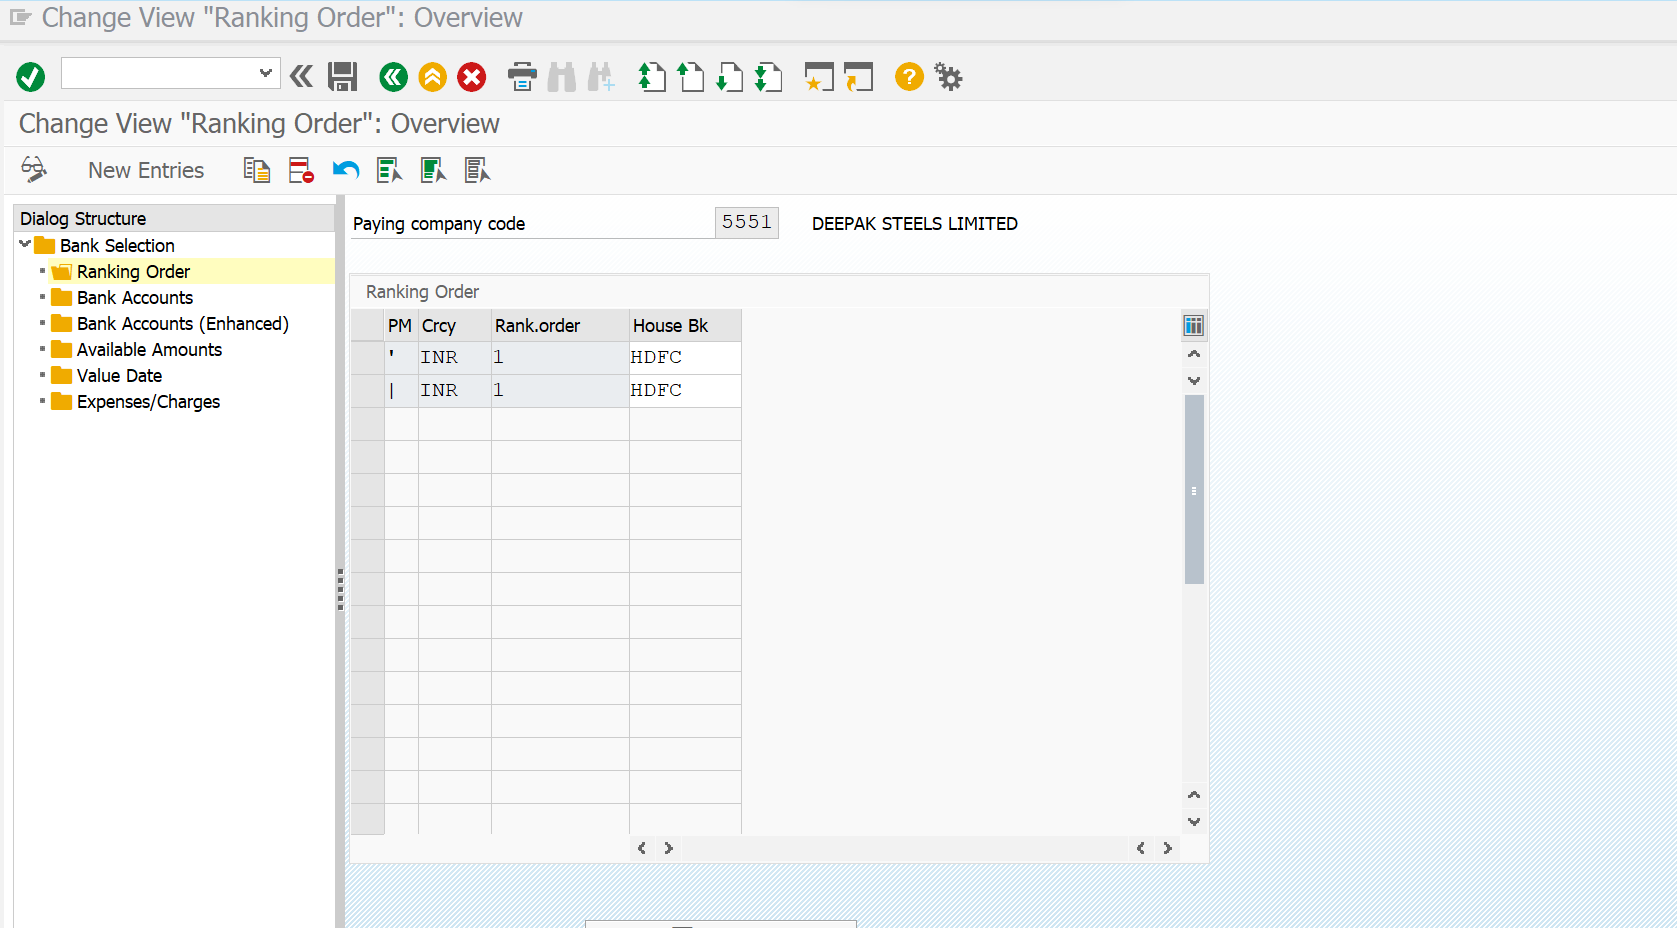 Change View "Ranking Order": Overview
Change View "Ranking Order": Overview
New Entries
Dialog Structure
Bank Selection
Ranking Order
Bank Accounts
Bank Accounts (Enhanced)
Available Amounts
Value Date
Expenses/Charges
Paying company code 5551 DEEPAK STEELS LIMITED
Ranking Order
PM Crcy Rank.order House Bk
' INR 1 HDFC
| INR 1 HDFC